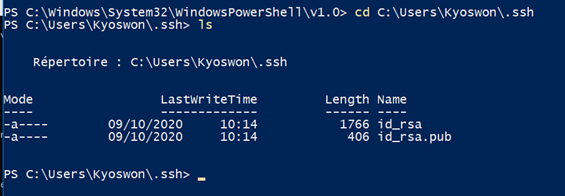 PS C:\Windows\System32\WindowsPowerShell\v1.0> cd C:\Users\Kyoswon\.ssh
PS C:\Users\Kyoswon\.ssh> ls
Répertoire : C:\Users\Kyoswon\.ssh
Mode                LastWriteTime         Length Name
----                -------------         ------ ----
-a----       09/10/2020     10:14           1766 id_rsa
-a----       09/10/2020     10:14            406 id_rsa.pub
PS C:\Users\Kyoswon\.ssh> _